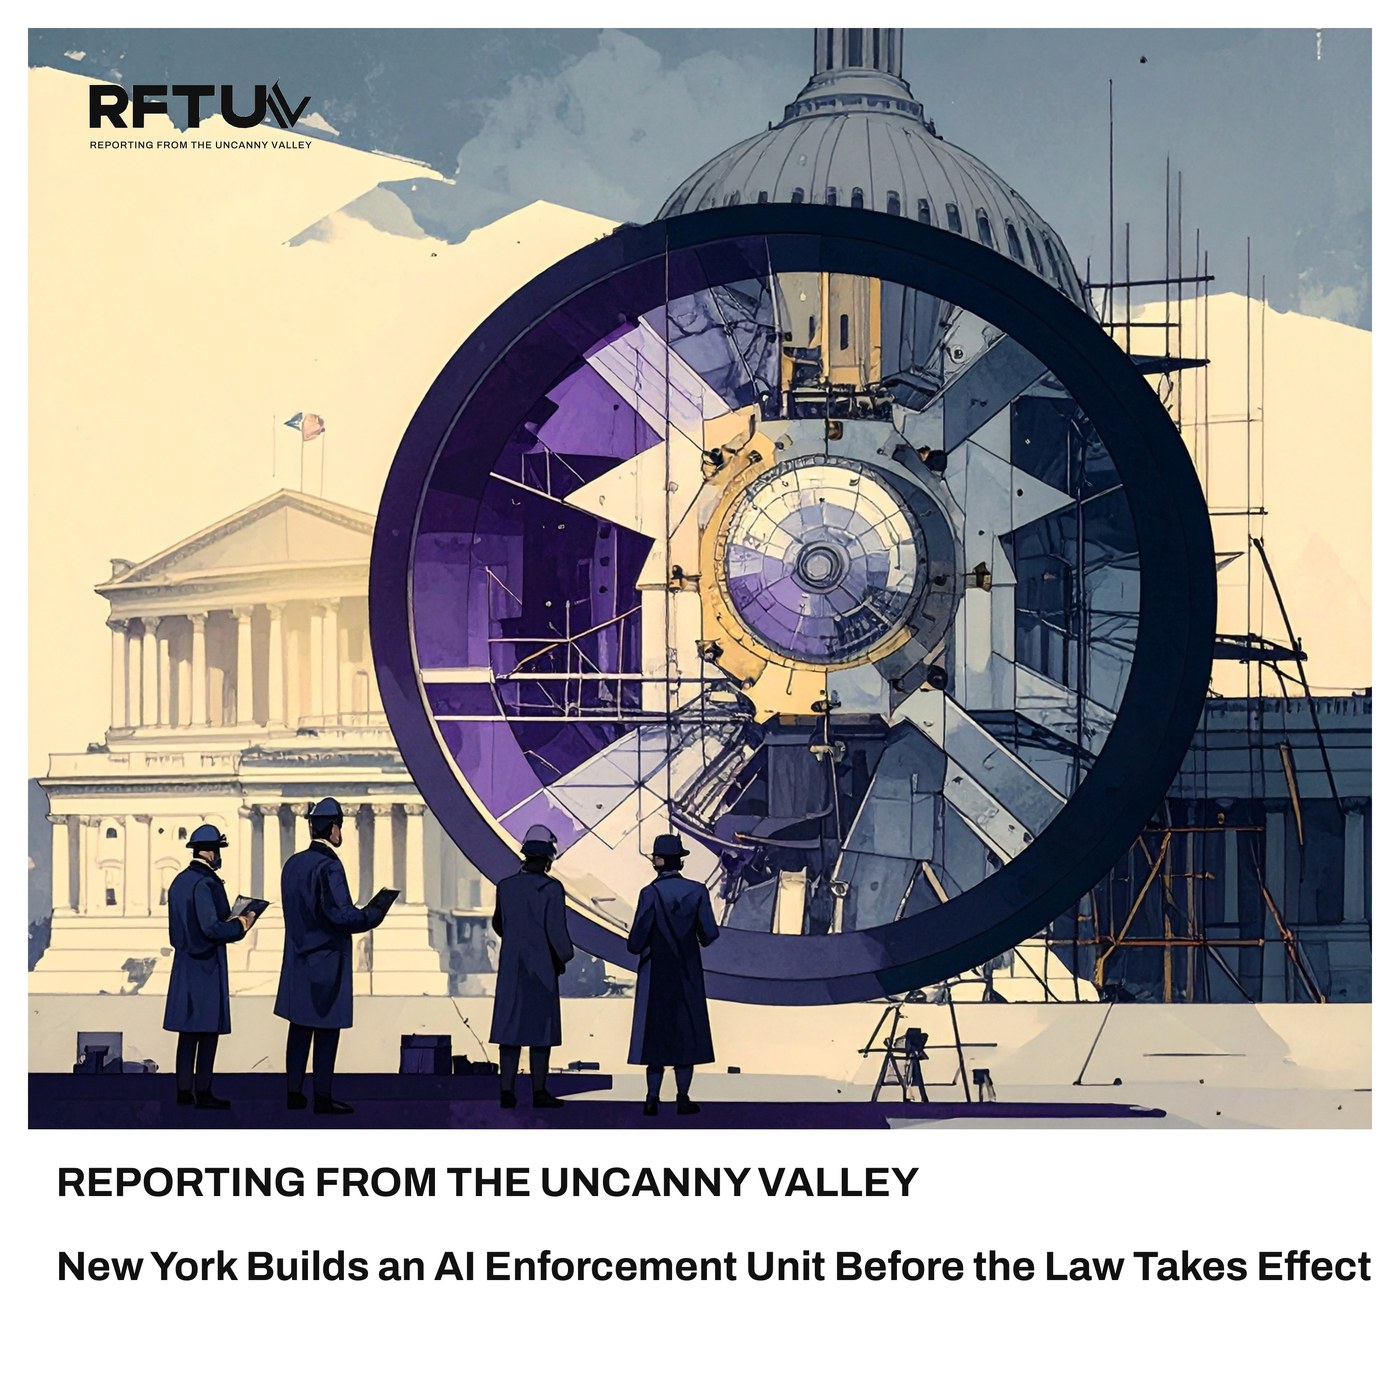 RFTUV
REPORTING FROM THE UNCANNY VALLEY
REPORTING FROM THE UNCANNY VALLEY
New York Builds an AI Enforcement Unit Before the Law Takes Effect